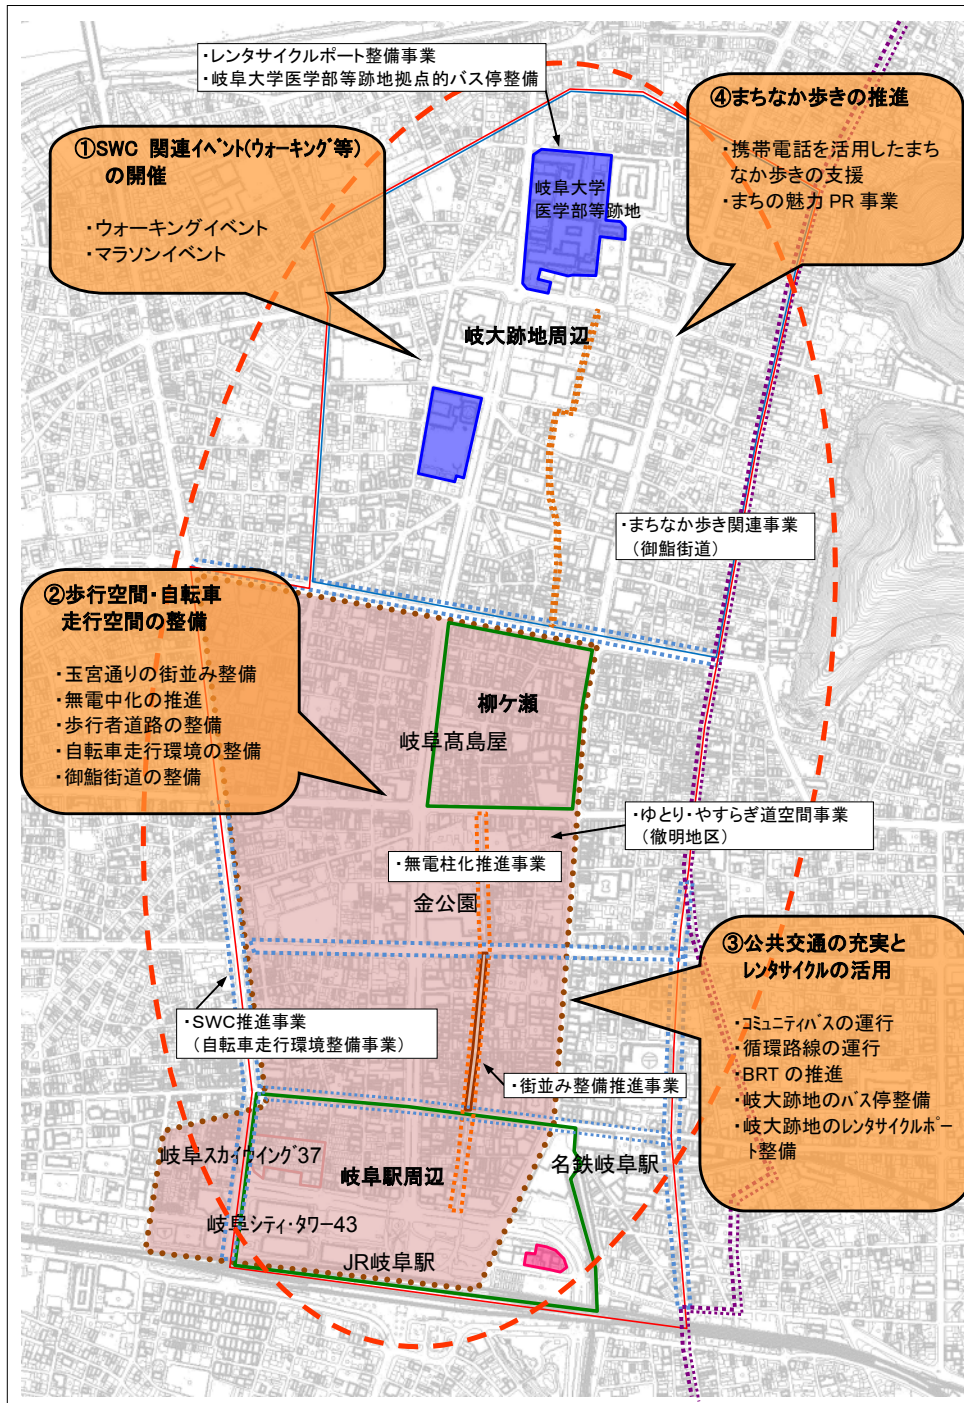 ・レンタサイクルポート整備事業
・岐阜大学医学部等跡地拠点的バス停整備
①SWC 関連イベント(ウォーキング等)
の開催
・ウォーキングイベント
・マラソンイベント
④まちなか歩きの推進
・携帯電話を活用したまち
なか歩きの支援
・まちの魅力 PR 事業
岐阜大学
医学部等跡地
岐大跡地周辺
・まちなか歩き関連事業
（御鮨街道）
②歩行空間・自転車
走行空間の整備
・玉宮通りの街並み整備
・無電中化の推進
・歩行者道路の整備
・自転車走行環境の整備
・御鮨街道の整備
柳ケ瀬
岐阜髙島屋
・ゆとり・やすらぎ道空間事業
（徹明地区）
・無電柱化推進事業
金公園
③公共交通の充実と
レンタサイクルの活用
・コミュニティバスの運行
・循環路線の運行
・BRT の推進
・岐大跡地のバス停整備
・岐大跡地のレンタサイクルポー
ト整備
・SWC推進事業
（自転車走行環境整備事業）
・街並み整備推進事業
岐阜スカイウイング37
岐阜駅周辺
名鉄岐阜駅
岐阜シティ・タワー43
JR岐阜駅